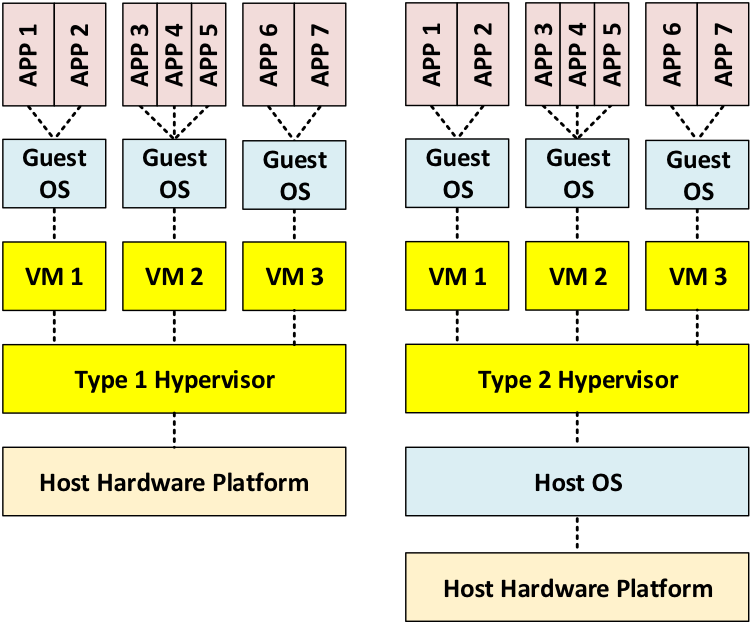 APP 1
APP 2
APP 3
APP 4
APP 5
APP 6
APP 7
Guest
OS
Guest
OS
Guest
OS
VM 1
VM 2
VM 3
Type 1 Hypervisor
Host Hardware Platform
APP 1
APP 2
APP 3
APP 4
APP 5
APP 6
APP 7
Guest
OS
Guest
OS
Guest
OS
VM 1
VM 2
VM 3
Type 2 Hypervisor
Host OS
Host Hardware Platform